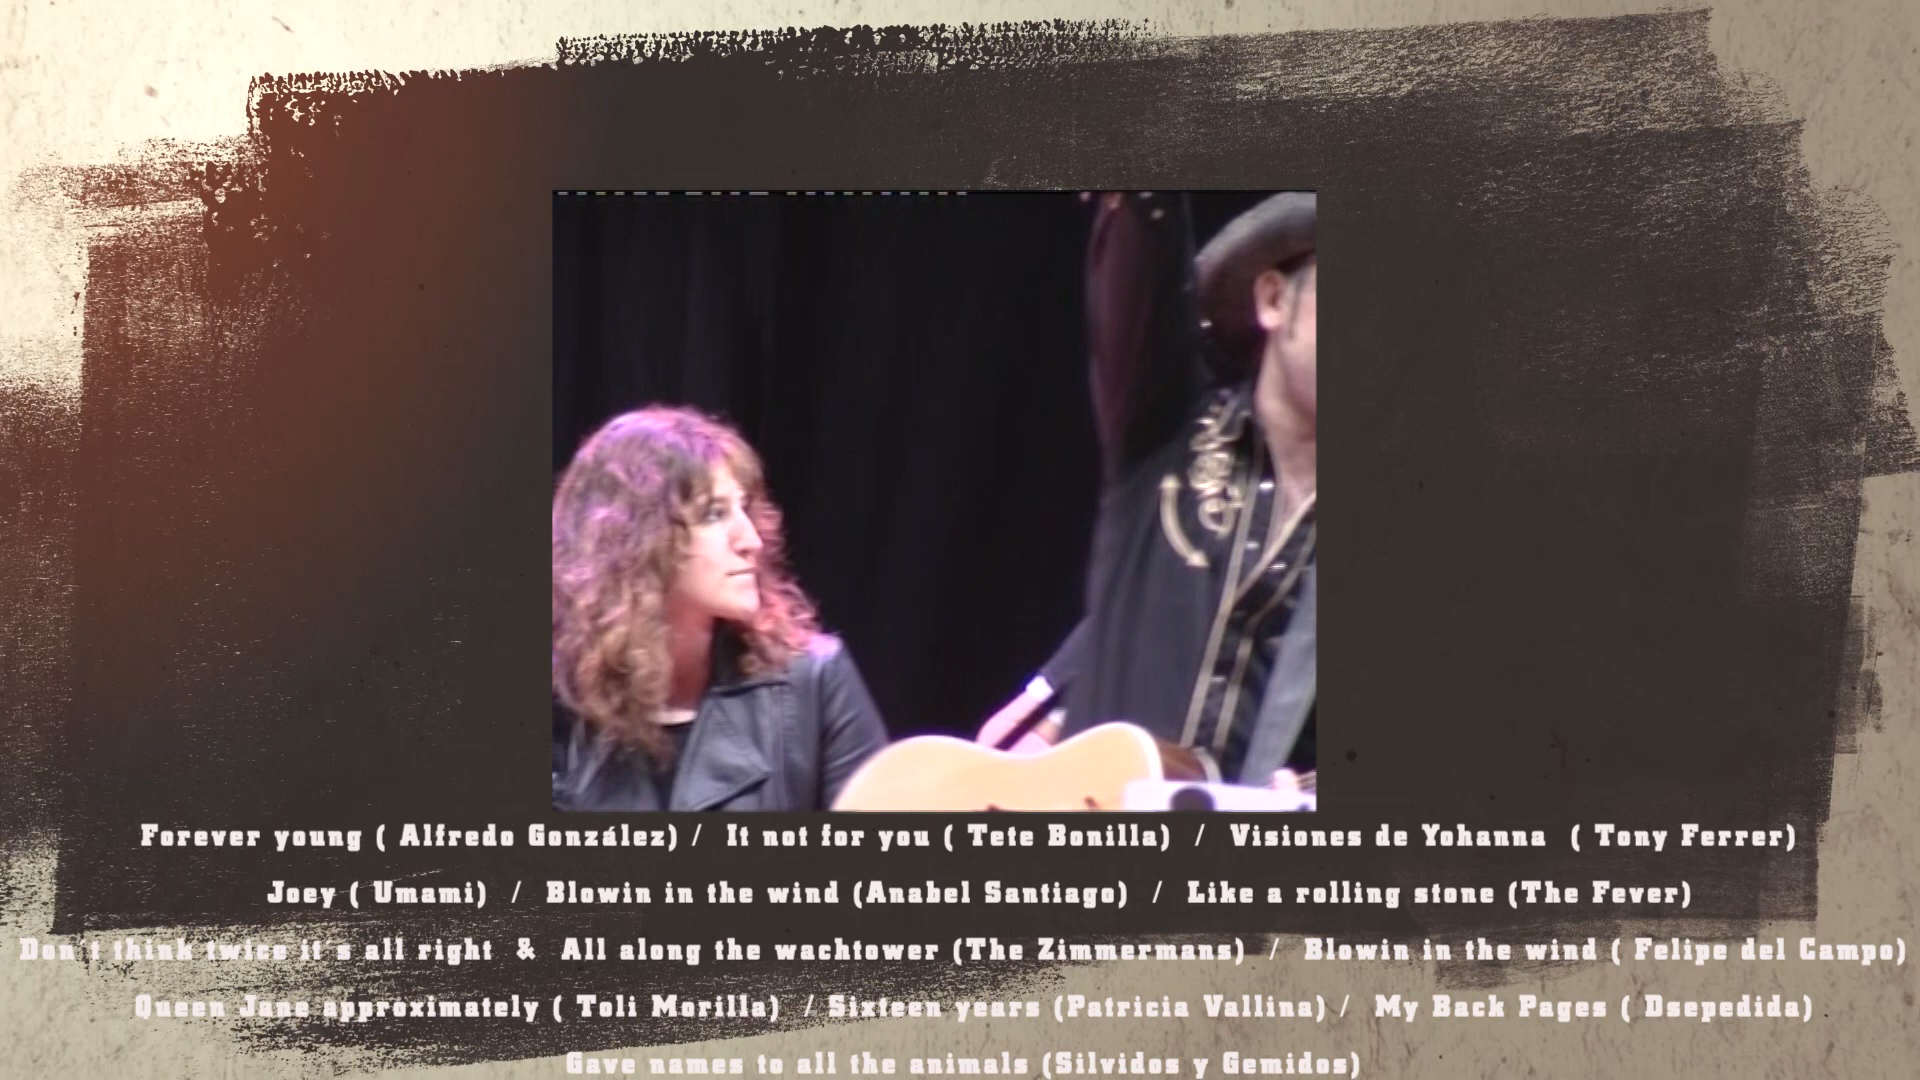 Forever young ( Alfredo González) / It not for you ( Tete Bonilla) / Visiones de Yohanna ( Tony Ferrer)
Joey ( Umami) / Blowin in the wind (Anabel Santiago) / Like a rolling stone (The Fever)
Don´t think twice it´s all right & All along the wachtower (The Zimmermans) / Blowin in the wind ( Felipe del Campo)
Queen Jane approximately ( Toli Morilla) / Sixteen years (Patricia Vallina) / My Back Pages ( Dsepedida)
Gave names to all the animals (Silvidos y Gemidos)